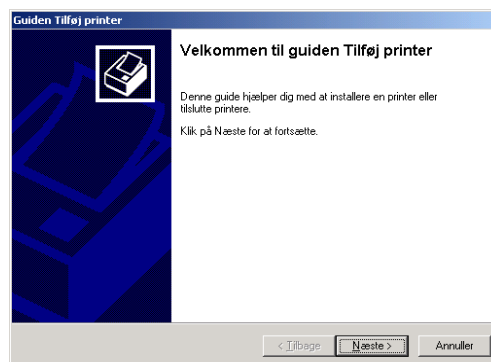 Guiden Tilføj printer
Velkommen til guiden Tilføj printer
Denne guide hjælper dig med at installere en printer eller
tilslutte printere.
Klik på Næste for at fortsætte.
< Tilbage
Næste >
Annuller